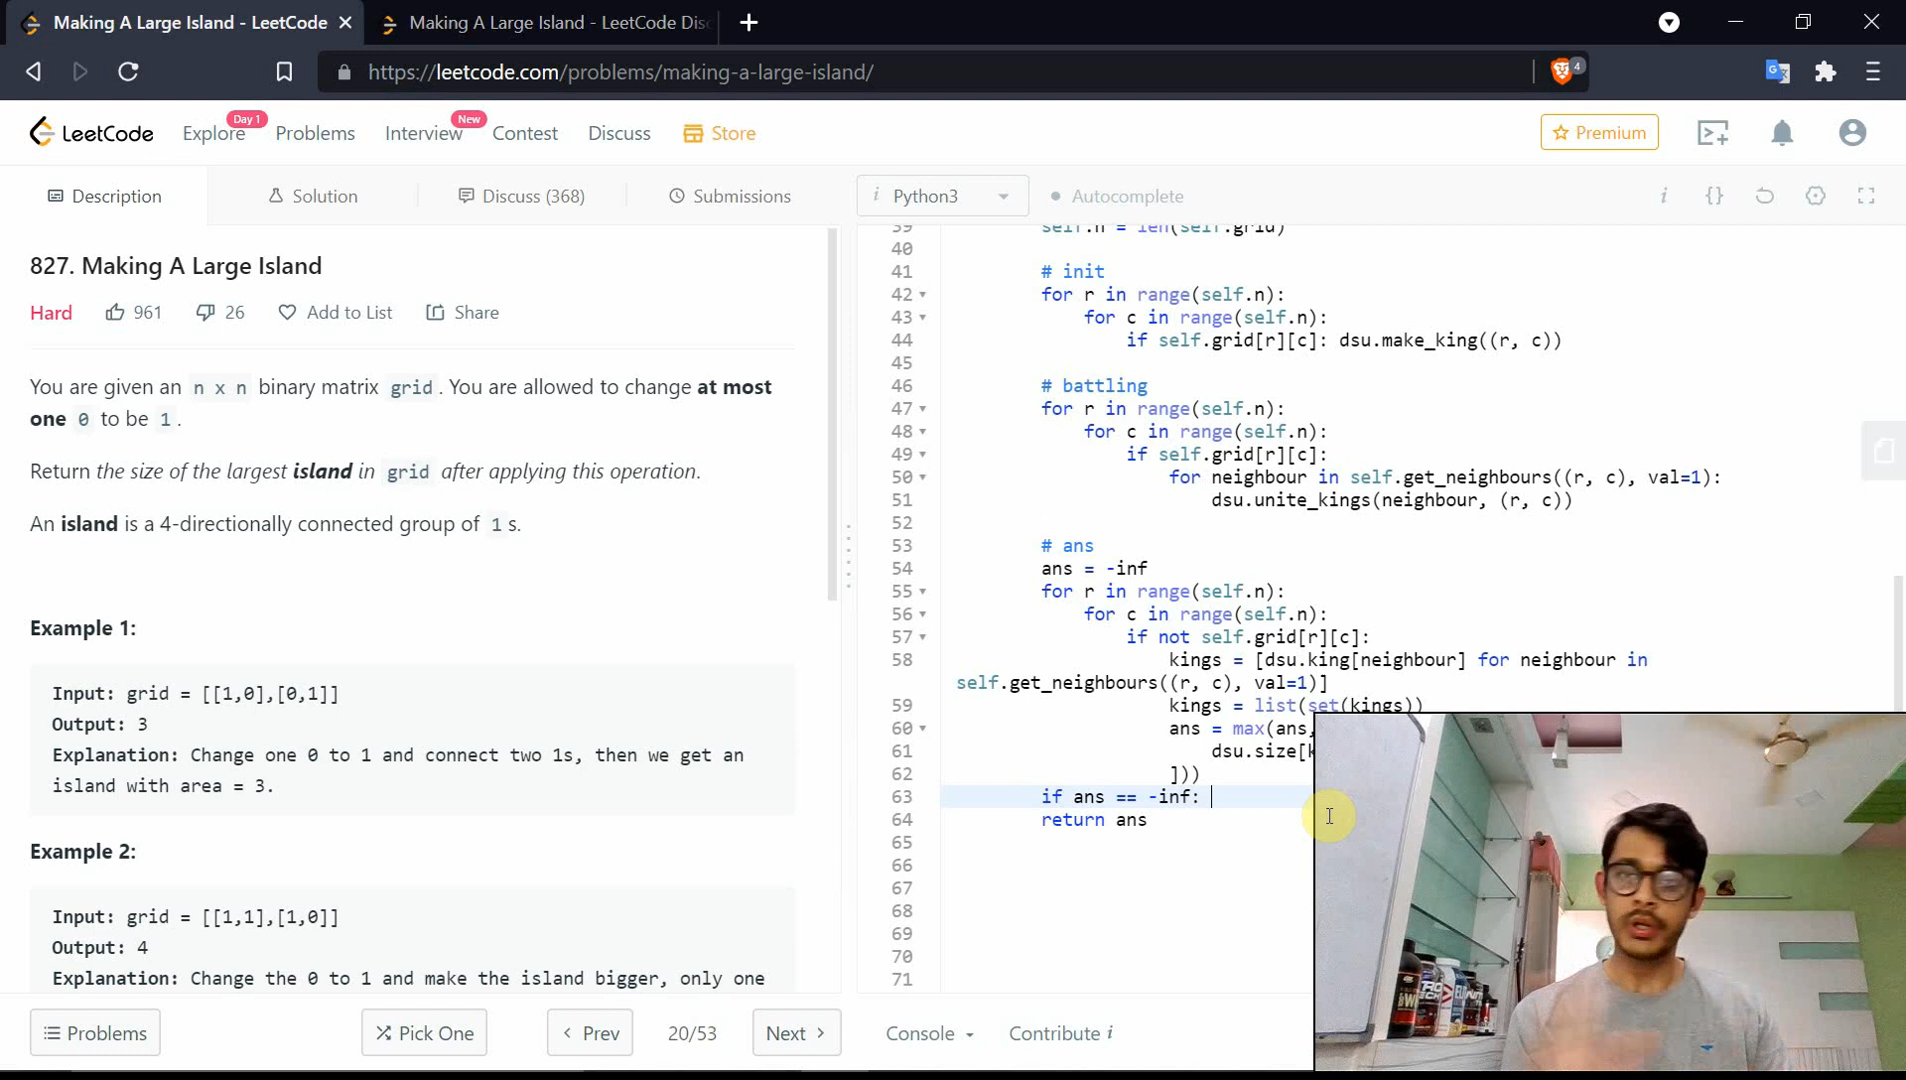 Making A Large Island - LeetCode
Making A Large Island - LeetCode Disc
https://leetcode.com/problems/making-a-large-island/
4
LeetCode
Explore
Day 1
Problems
Interview
New
Contest
Discuss
Store
Premium
Description
Solution
Discuss (368)
Submissions
i Python3
Autocomplete
i {}
827. Making A Large Island
Hard
961
26
Add to List
Share
You are given an n x n binary matrix grid. You are allowed to change at most
one 0 to be 1.
Return the size of the largest island in grid after applying this operation.
An island is a 4-directionally connected group of 1s.
Example 1:
Input: grid = [[1,0],[0,1]]
Output: 3
Explanation: Change one 0 to 1 and connect two 1s, then we get an
island with area = 3.
Example 2:
Input: grid = [[1,1],[1,0]]
Output: 4
Explanation: Change the 0 to 1 and make the island bigger, only one
39 self.n = len(self.grid)
40
41 # init
42 for r in range(self.n):
43 for c in range(self.n):
44 if self.grid[r][c]: dsu.make_king((r, c))
45
46 # battling
47 for r in range(self.n):
48 for c in range(self.n):
49 if self.grid[r][c]:
50 for neighbour in self.get_neighbours((r, c), val=1):
51 dsu.unite_kings(neighbour, (r, c))
52
53 # ans
54 ans = -inf
55 for r in range(self.n):
56 for c in range(self.n):
57 if not self.grid[r][c]:
58 kings = [dsu.king[neighbour] for neighbour in
self.get_neighbours((r, c), val=1)]
59 kings = list(set(kings))
60 ans = max(ans,
61 dsu.size[k
62 ]))
63 if ans == -inf:
64 return ans
65
66
67
68
69
70
71
Problems
Pick One
Prev
20/53
Next
Console
Contribute i